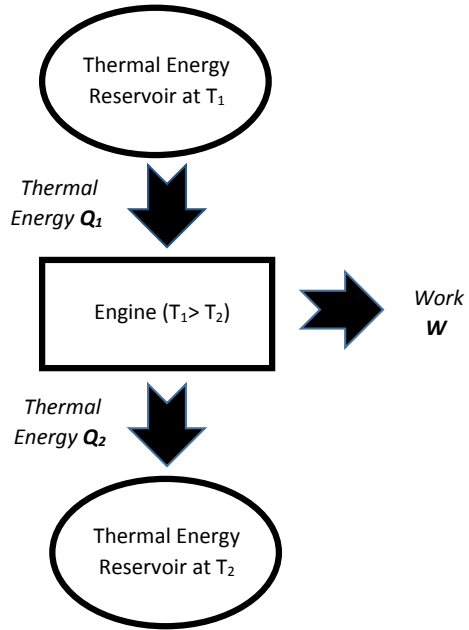 Thermal Energy
Reservoir at T₁
Thermal
Energy Q₁
Engine (T₁> T₂)
Work
W
Thermal
Energy Q₂
Thermal Energy
Reservoir at T₂